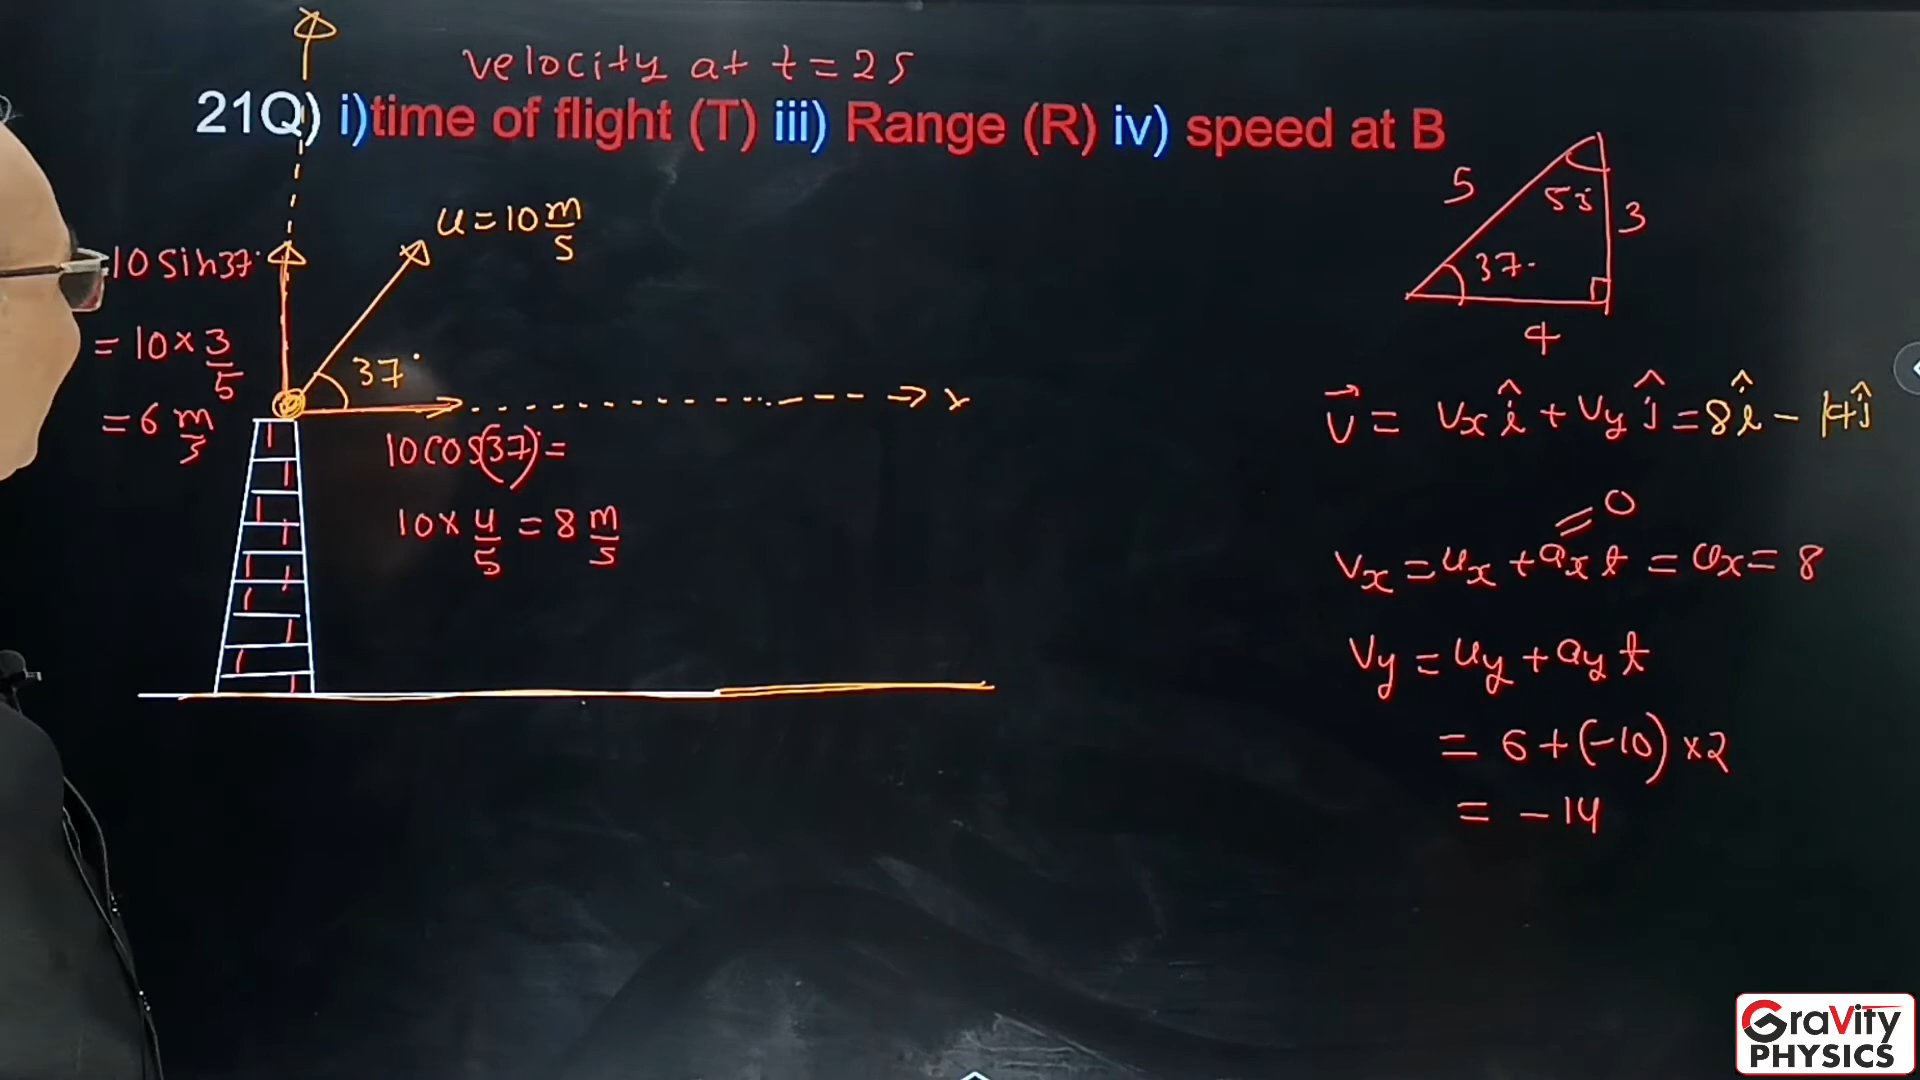 velocity at t = 2s
21Q) i)time of flight (T) iii) Range (R) iv) speed at B
u = 10 m/s
10 sin37°
= 10 × 3/5
= 6 m/s
37°
x
10cos(37)° =
10 × 4/5 = 8 m/s
5
53
3
37°
4
v⃗ = vx î + vy ĵ = 8î - 14ĵ
= 0
vx = ux + ax t = ux = 8
vy = uy + ay t
= 6 + (-10) × 2
= - 14
GraVity
PHYSICS